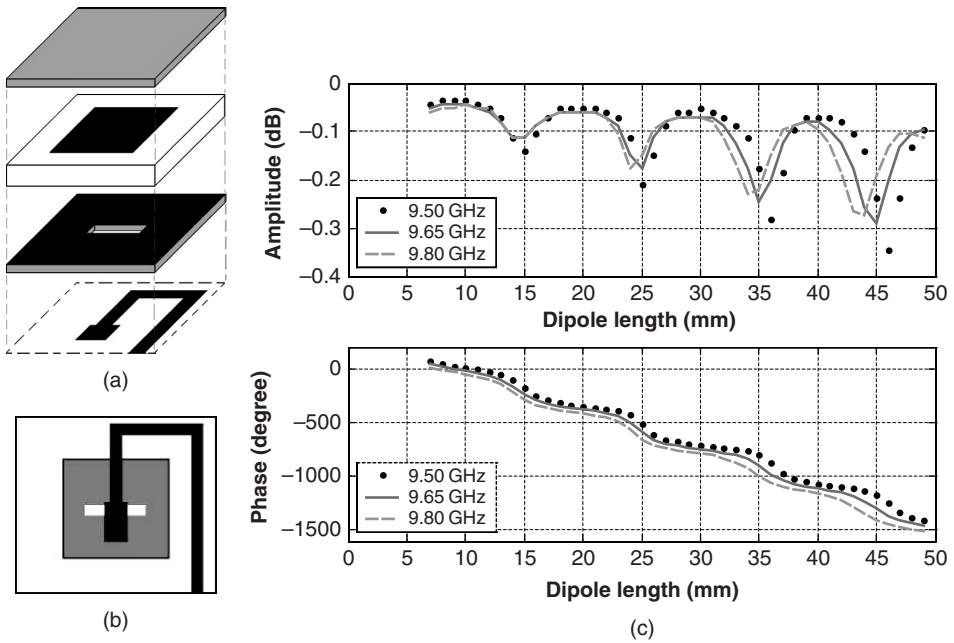 (a)
(b)
Amplitude (dB)
0
−0.1
−0.2
−0.3
−0.4
9.50 GHz
9.65 GHz
9.80 GHz
0 5 10 15 20 25 30 35 40 45 50
Dipole length (mm)
Phase (degree)
0
−500
−1000
−1500
9.50 GHz
9.65 GHz
9.80 GHz
0 5 10 15 20 25 30 35 40 45 50
Dipole length (mm)
(c)